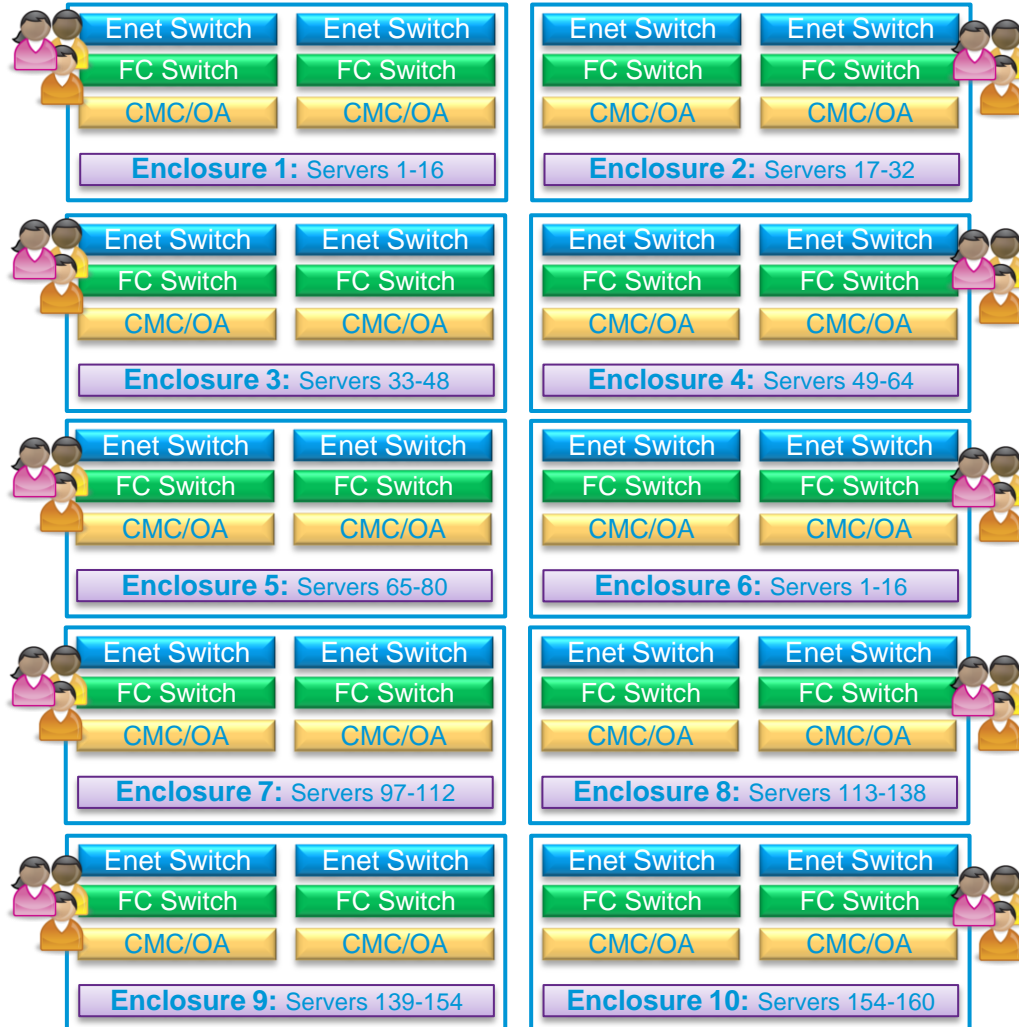 Enet Switch Enet Switch
FC Switch FC Switch
CMC/OA CMC/OA
Enclosure 1: Servers 1-16
Enet Switch Enet Switch
FC Switch FC Switch
CMC/OA CMC/OA
Enclosure 2: Servers 17-32
Enet Switch Enet Switch
FC Switch FC Switch
CMC/OA CMC/OA
Enclosure 3: Servers 33-48
Enet Switch Enet Switch
FC Switch FC Switch
CMC/OA CMC/OA
Enclosure 4: Servers 49-64
Enet Switch Enet Switch
FC Switch FC Switch
CMC/OA CMC/OA
Enclosure 5: Servers 65-80
Enet Switch Enet Switch
FC Switch FC Switch
CMC/OA CMC/OA
Enclosure 6: Servers 1-16
Enet Switch Enet Switch
FC Switch FC Switch
CMC/OA CMC/OA
Enclosure 7: Servers 97-112
Enet Switch Enet Switch
FC Switch FC Switch
CMC/OA CMC/OA
Enclosure 8: Servers 113-138
Enet Switch Enet Switch
FC Switch FC Switch
CMC/OA CMC/OA
Enclosure 9: Servers 139-154
Enet Switch Enet Switch
FC Switch FC Switch
CMC/OA CMC/OA
Enclosure 10: Servers 154-160